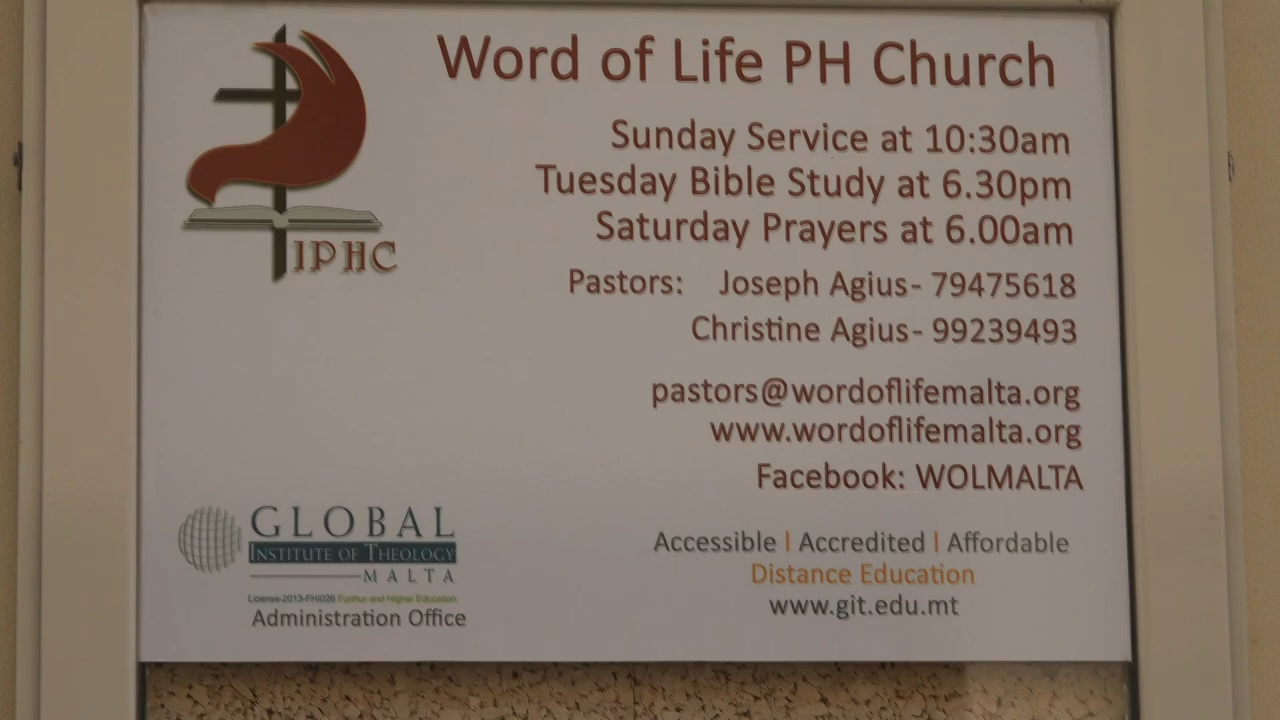 Word of Life PH Church
Sunday Service at 10:30am
Tuesday Bible Study at 6.30pm
Saturday Prayers at 6.00am
IPHC
Pastors: Joseph Agius- 79475618
Christine Agius- 99239493
pastors@wordoflifemalta.org
www.wordoflifemalta.org
Facebook: WOLMALTA
GLOBAL
INSTITUTE OF THEOLOGY
MALTA
License-2013-FHI026 Furthur and Higher Education
Administration Office
Accessible | Accredited | Affordable
Distance Education
www.git.edu.mt